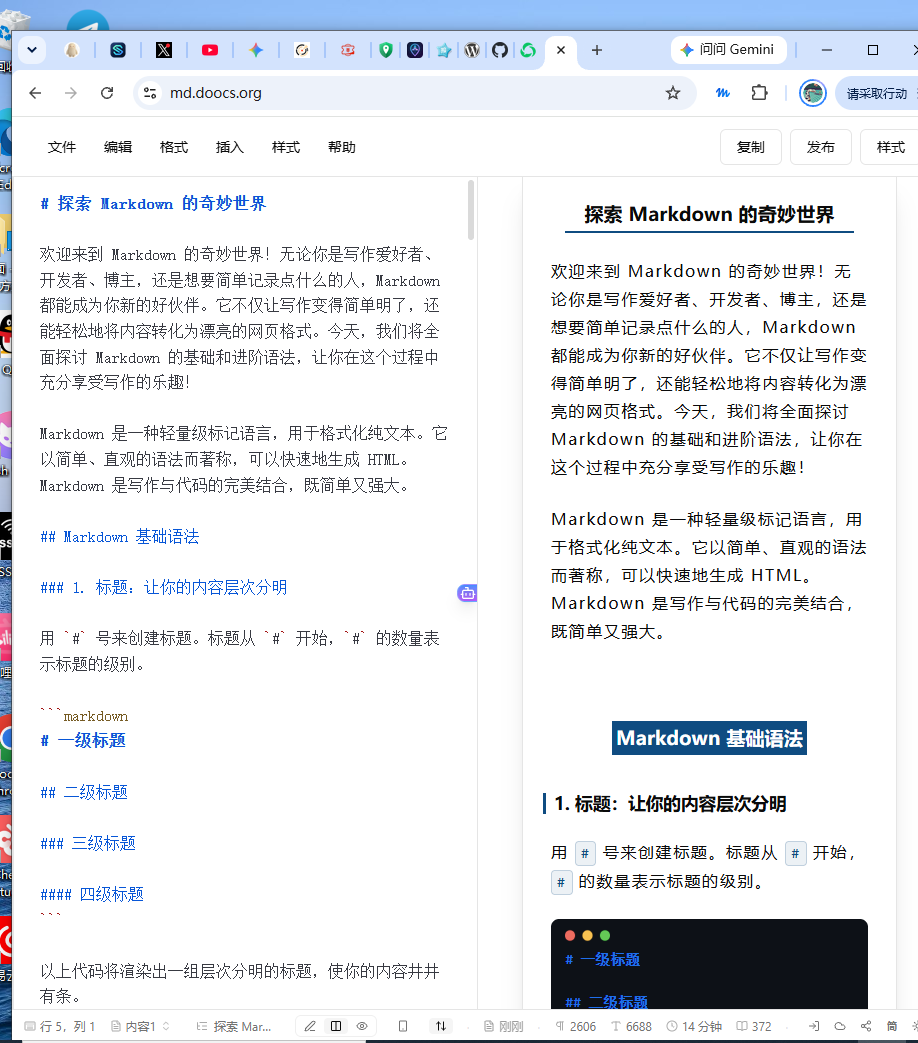 问问 Gemini
md.doocs.org
请采取行动
文件 编辑 格式 插入 样式 帮助
复制 发布 样式
# 探索 Markdown 的奇妙世界
欢迎来到 Markdown 的奇妙世界！无论你是写作爱好者、
开发者、博主，还是想要简单记录点什么的人，Markdown
都能成为你新的好伙伴。它不仅让写作变得简单明了，还
能轻松地将内容转化为漂亮的网页格式。今天，我们将全
面探讨 Markdown 的基础和进阶语法，让你在这个过程中
充分享受写作的乐趣！
Markdown 是一种轻量级标记语言，用于格式化纯文本。它
以简单、直观的语法而著称，可以快速地生成 HTML。
Markdown 是写作与代码的完美结合，既简单又强大。
## Markdown 基础语法
### 1. 标题：让你的内容层次分明
用 `#` 号来创建标题。标题从 `#` 开始，`#` 的数量表
示标题的级别。
```markdown
# 一级标题
## 二级标题
### 三级标题
#### 四级标题
```
以上代码将渲染出一组层次分明的标题，使你的内容井井
有条。
探索 Markdown 的奇妙世界
欢迎来到 Markdown 的奇妙世界！无
论你是写作爱好者、开发者、博主，还是
想要简单记录点什么的人，Markdown
都能成为你新的好伙伴。它不仅让写作变
得简单明了，还能轻松地将内容转化为漂
亮的网页格式。今天，我们将全面探讨
Markdown 的基础和进阶语法，让你在
这个过程中充分享受写作的乐趣！
Markdown 是一种轻量级标记语言，用
于格式化纯文本。它以简单、直观的语法
而著称，可以快速地生成 HTML。
Markdown 是写作与代码的完美结合，
既简单又强大。
Markdown 基础语法
1. 标题：让你的内容层次分明
用 # 号来创建标题。标题从 # 开始，
# 的数量表示标题的级别。
# 一级标题
## 二级标题
行 5，列 1 内容1 探索 Mar... 刚刚 2606 6688 14 分钟 372 简